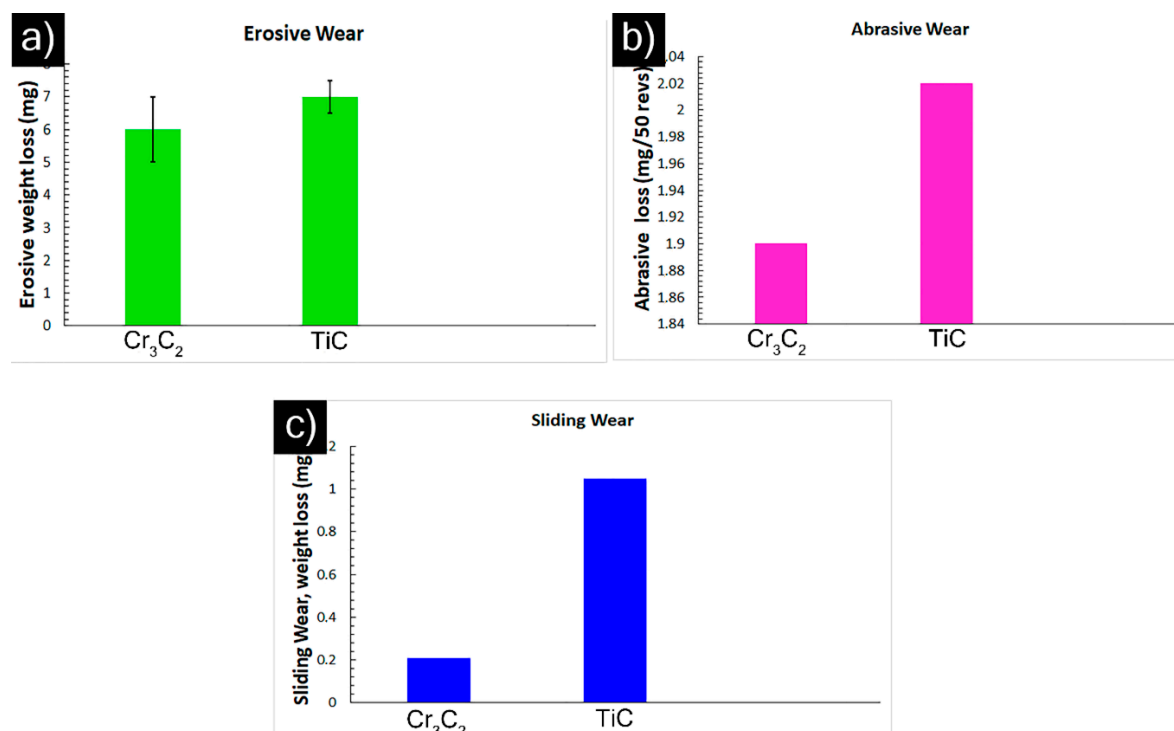 a)
Erosive Wear
Erosive weight loss (mg)
7
6
5
4
3
2
1
0
Cr₃C₂
TiC
b)
Abrasive Wear
Abrasive loss (mg/50 revs)
2.02
2
1.98
1.96
1.94
1.92
1.9
1.88
1.86
1.84
Cr₃C₂
TiC
c)
Sliding Wear
Sliding Wear, weight loss (mg
1
0.8
0.6
0.4
0.2
0
Cr₃C₂
TiC